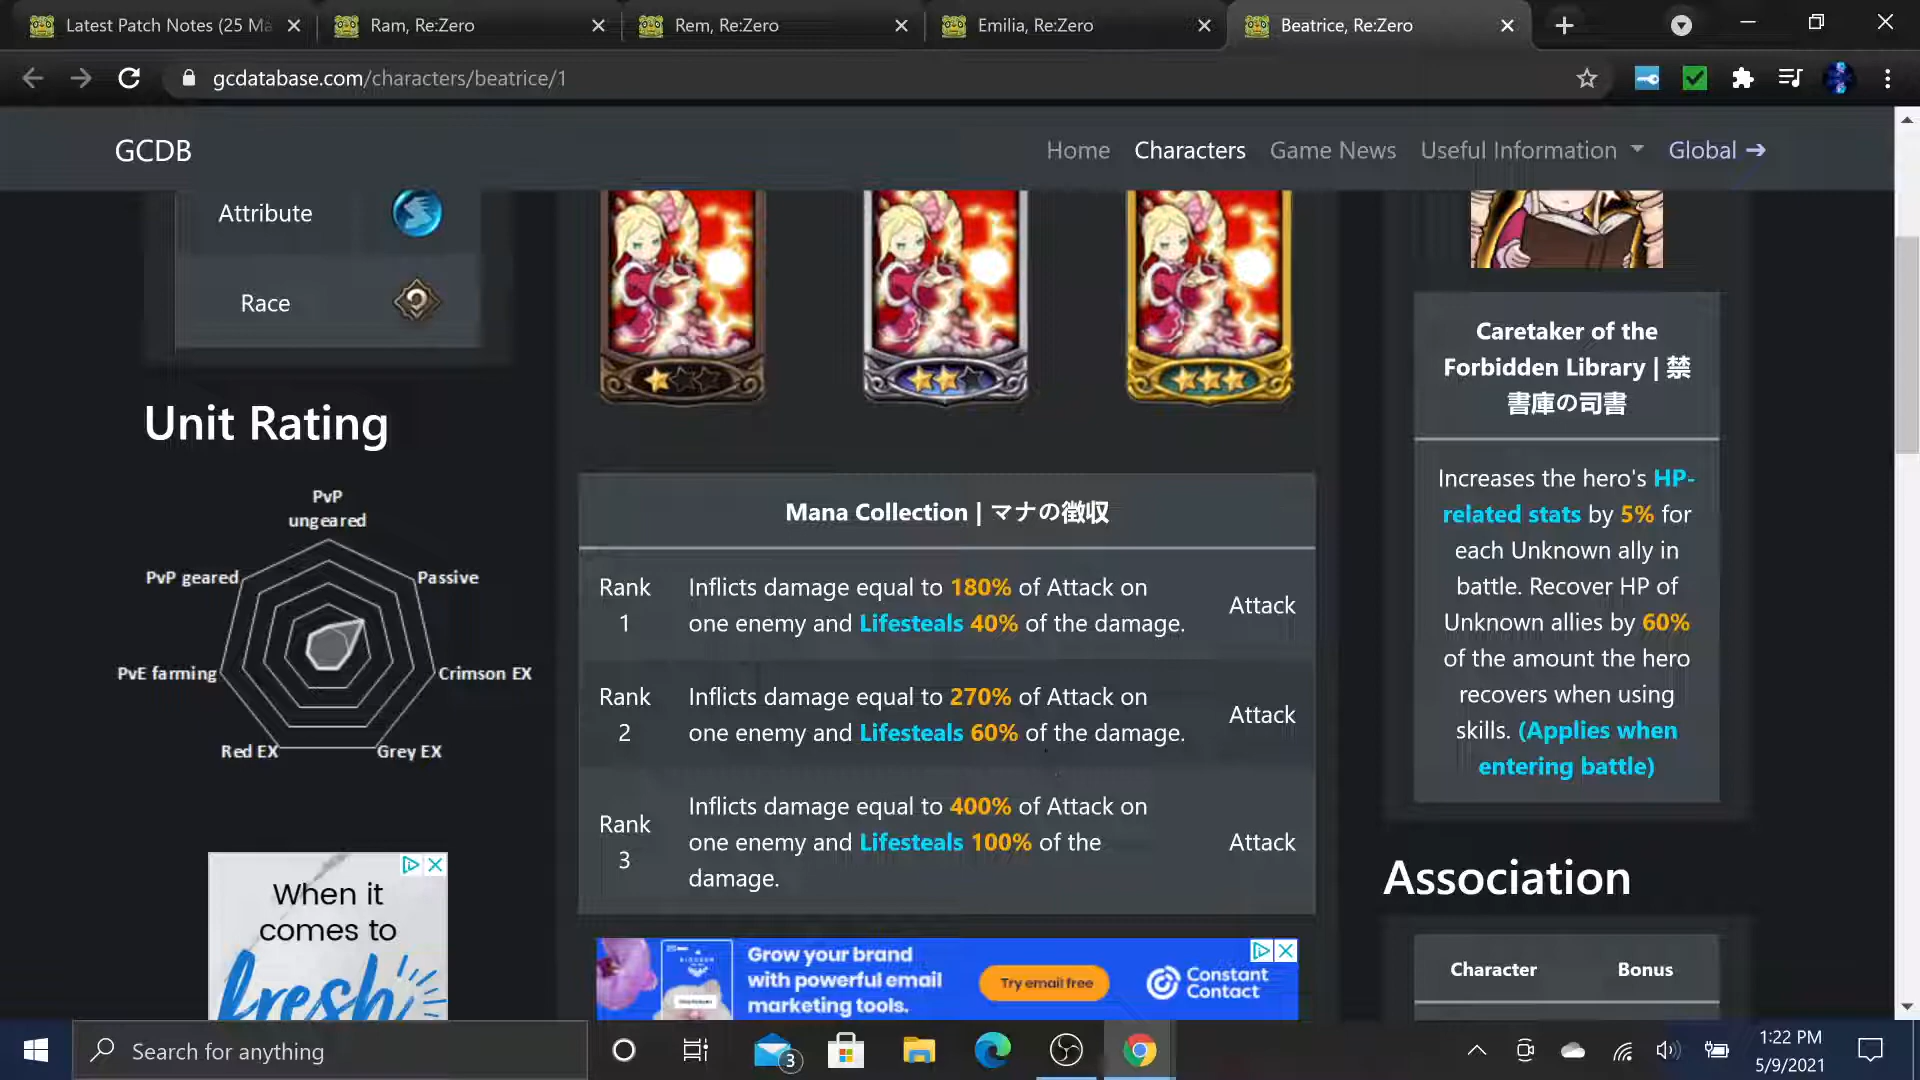 Latest Patch Notes (25 Ma
Ram, Re:Zero
Rem, Re:Zero
Emilia, Re:Zero
Beatrice, Re:Zero
gcdatabase.com/characters/beatrice/1
GCDB
Home
Characters
Game News
Useful Information
Global
Attribute
Race
Unit Rating
PvP
ungeared
PvP geared
Passive
PvE farming
Crimson EX
Red EX
Grey EX
When it
comes to
fresh
Mana Collection | マナの徴収
Rank
1
Inflicts damage equal to 180% of Attack on
one enemy and Lifesteals 40% of the damage.
Attack
Rank
2
Inflicts damage equal to 270% of Attack on
one enemy and Lifesteals 60% of the damage.
Attack
Rank
3
Inflicts damage equal to 400% of Attack on
one enemy and Lifesteals 100% of the
damage.
Attack
Grow your brand
with powerful email
marketing tools.
Try email free
Constant
Contact
Caretaker of the
Forbidden Library | 禁
書庫の司書
Increases the hero's HP-
related stats by 5% for
each Unknown ally in
battle. Recover HP of
Unknown allies by 60%
of the amount the hero
recovers when using
skills. (Applies when
entering battle)
Association
Character
Bonus
Search for anything
3
1:22 PM
5/9/2021